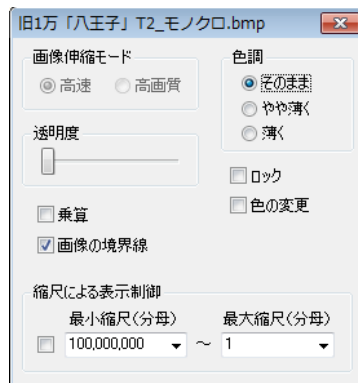 旧1万「八王子」T2_モノクロ.bmp
画像伸縮モード
高速
高画質
色調
そのまま
やや薄く
薄く
透明度
ロック
色の変更
乗算
画像の境界線
縮尺による表示制御
最小縮尺(分母)
最大縮尺(分母)
100,000,000 ～ 1